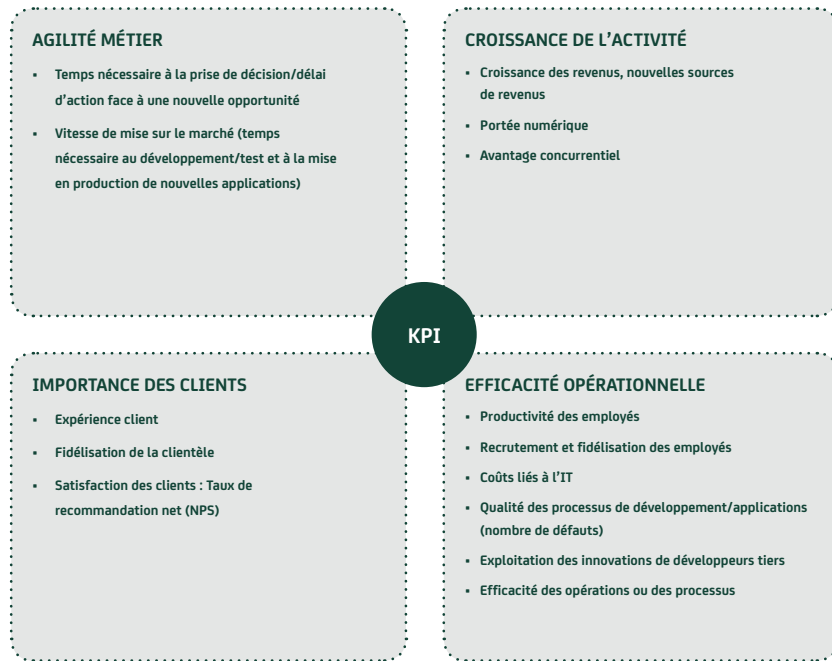 AGILITÉ MÉTIER
▪ Temps nécessaire à la prise de décision/délai
d’action face à une nouvelle opportunité
▪ Vitesse de mise sur le marché (temps
nécessaire au développement/test et à la mise
en production de nouvelles applications)
CROISSANCE DE L’ACTIVITÉ
▪ Croissance des revenus, nouvelles sources
de revenus
▪ Portée numérique
▪ Avantage concurrentiel
KPI
IMPORTANCE DES CLIENTS
▪ Expérience client
▪ Fidélisation de la clientèle
▪ Satisfaction des clients : Taux de
recommandation net (NPS)
EFFICACITÉ OPÉRATIONNELLE
▪ Productivité des employés
▪ Recrutement et fidélisation des employés
▪ Coûts liés à l’IT
▪ Qualité des processus de développement/applications
(nombre de défauts)
▪ Exploitation des innovations de développeurs tiers
▪ Efficacité des opérations ou des processus